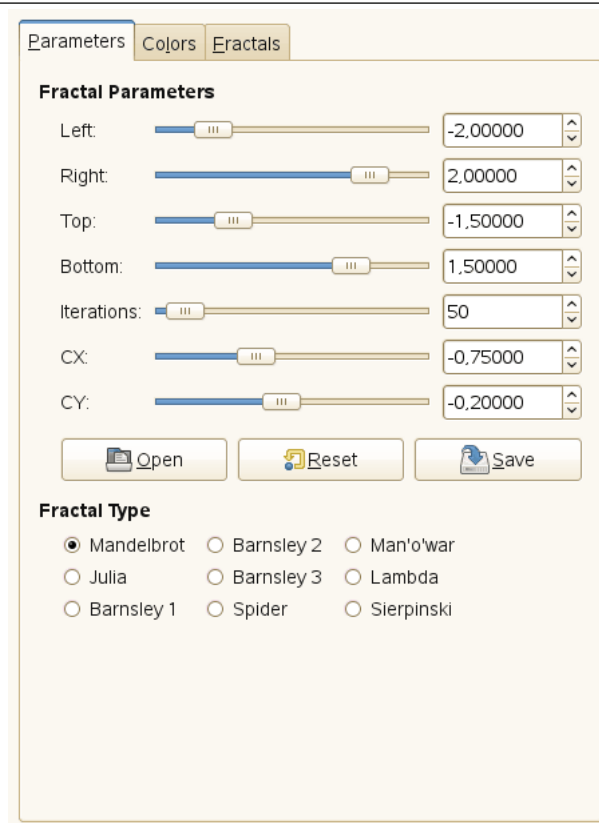 Parameters Colors Fractals
Fractal Parameters
Left: -2,00000
Right: 2,00000
Top: -1,50000
Bottom: 1,50000
Iterations: 50
CX: -0,75000
CY: -0,20000
Open Reset Save
Fractal Type
Mandelbrot Barnsley 2 Man'o'war
Julia Barnsley 3 Lambda
Barnsley 1 Spider Sierpinski